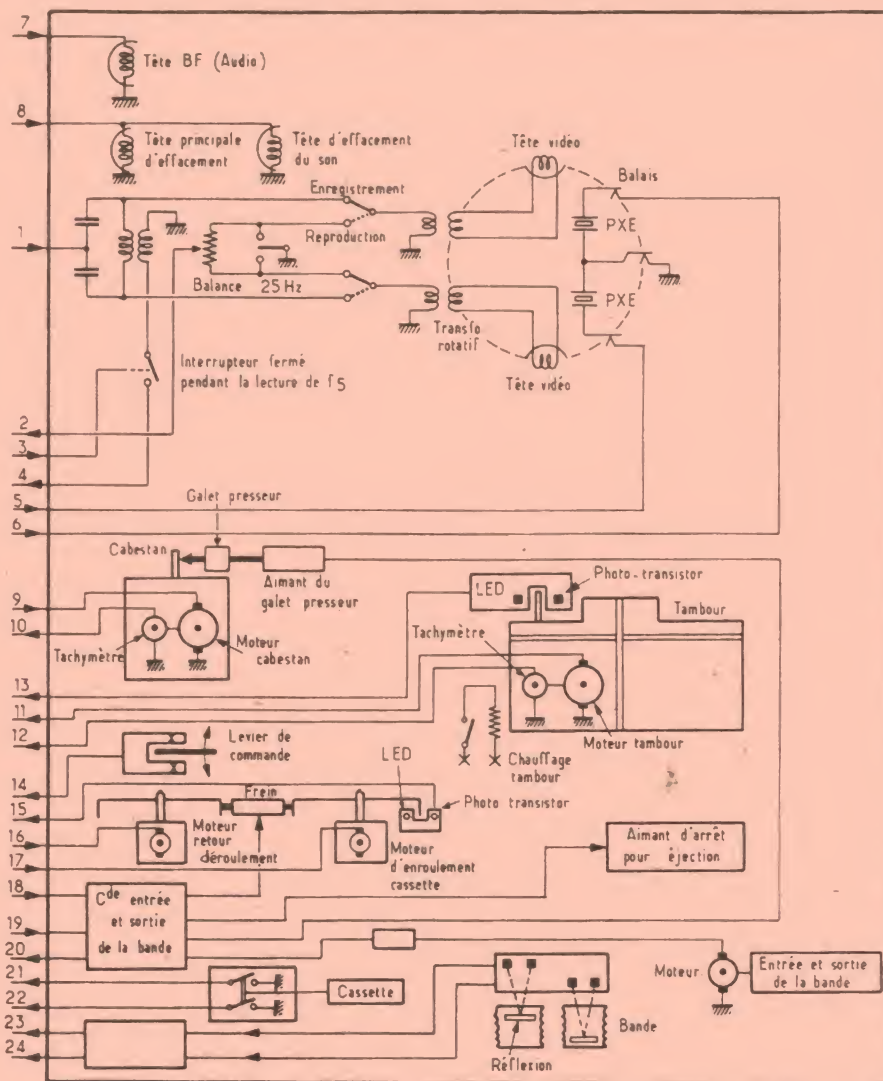 7
Tête BF (Audio)
8
Tête principale
d'effacement
Tête d'effacement
du son
Tête vidéo
Balais
Enregistrement
PXE
1
Reproduction
Balance
25 Hz
PXE
Transfo
rotatif
Interrupteur fermé
pendant la lecture de f5
Tête vidéo
2
3
4
5
6
Galet presseur
Cabestan
Aimant du
galet presseur
LED
Photo-transistor
Tambour
9
10
Tachymètre
Moteur
cabestan
Tachymètre
13
11
12
Moteur tambour
Levier de
commande
Chauffage
tambour
14
LED
15
Frein
Photo transistor
16
Moteur
retour
déroulement
Moteur
d'enroulement
cassette
17
Aimant d'arrêt
pour éjection
18
Cde entrée
et sortie
de la bande
19
20
21
Cassette
Moteur
Entrée et sortie
de la bande
22
23
Bande
24
Réflexion